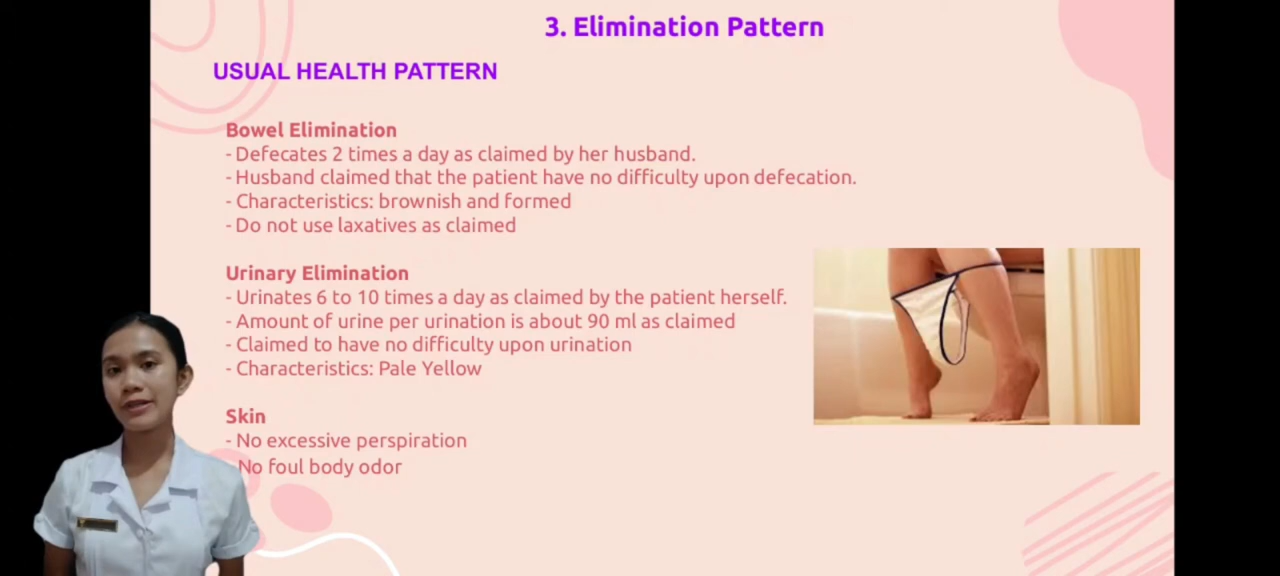 3. Elimination Pattern
USUAL HEALTH PATTERN
Bowel Elimination
- Defecates 2 times a day as claimed by her husband.
- Husband claimed that the patient have no difficulty upon defecation.
- Characteristics: brownish and formed
- Do not use laxatives as claimed
Urinary Elimination
- Urinates 6 to 10 times a day as claimed by the patient herself.
- Amount of urine per urination is about 90 ml as claimed
- Claimed to have no difficulty upon urination
- Characteristics: Pale Yellow
Skin
- No excessive perspiration
No foul body odor